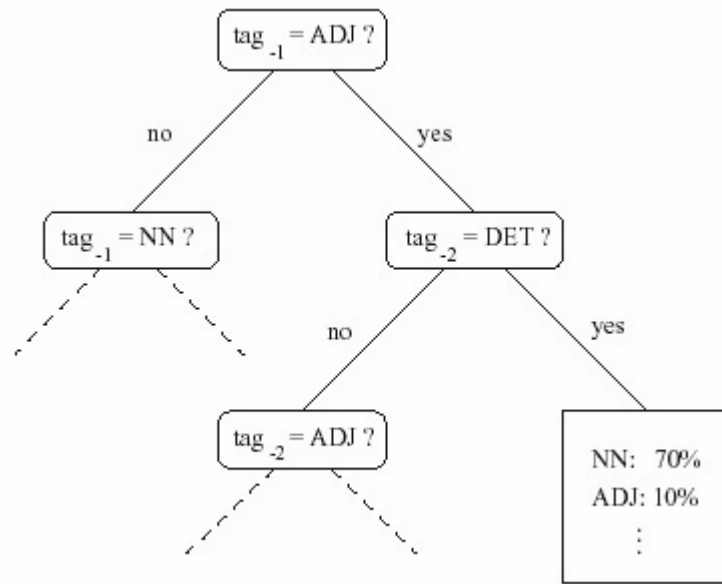 tag -1 = ADJ ?
no
yes
tag -1 = NN ?
tag -2 = DET ?
no
yes
tag -2 = ADJ ?
NN: 70%
ADJ: 10%
⋮